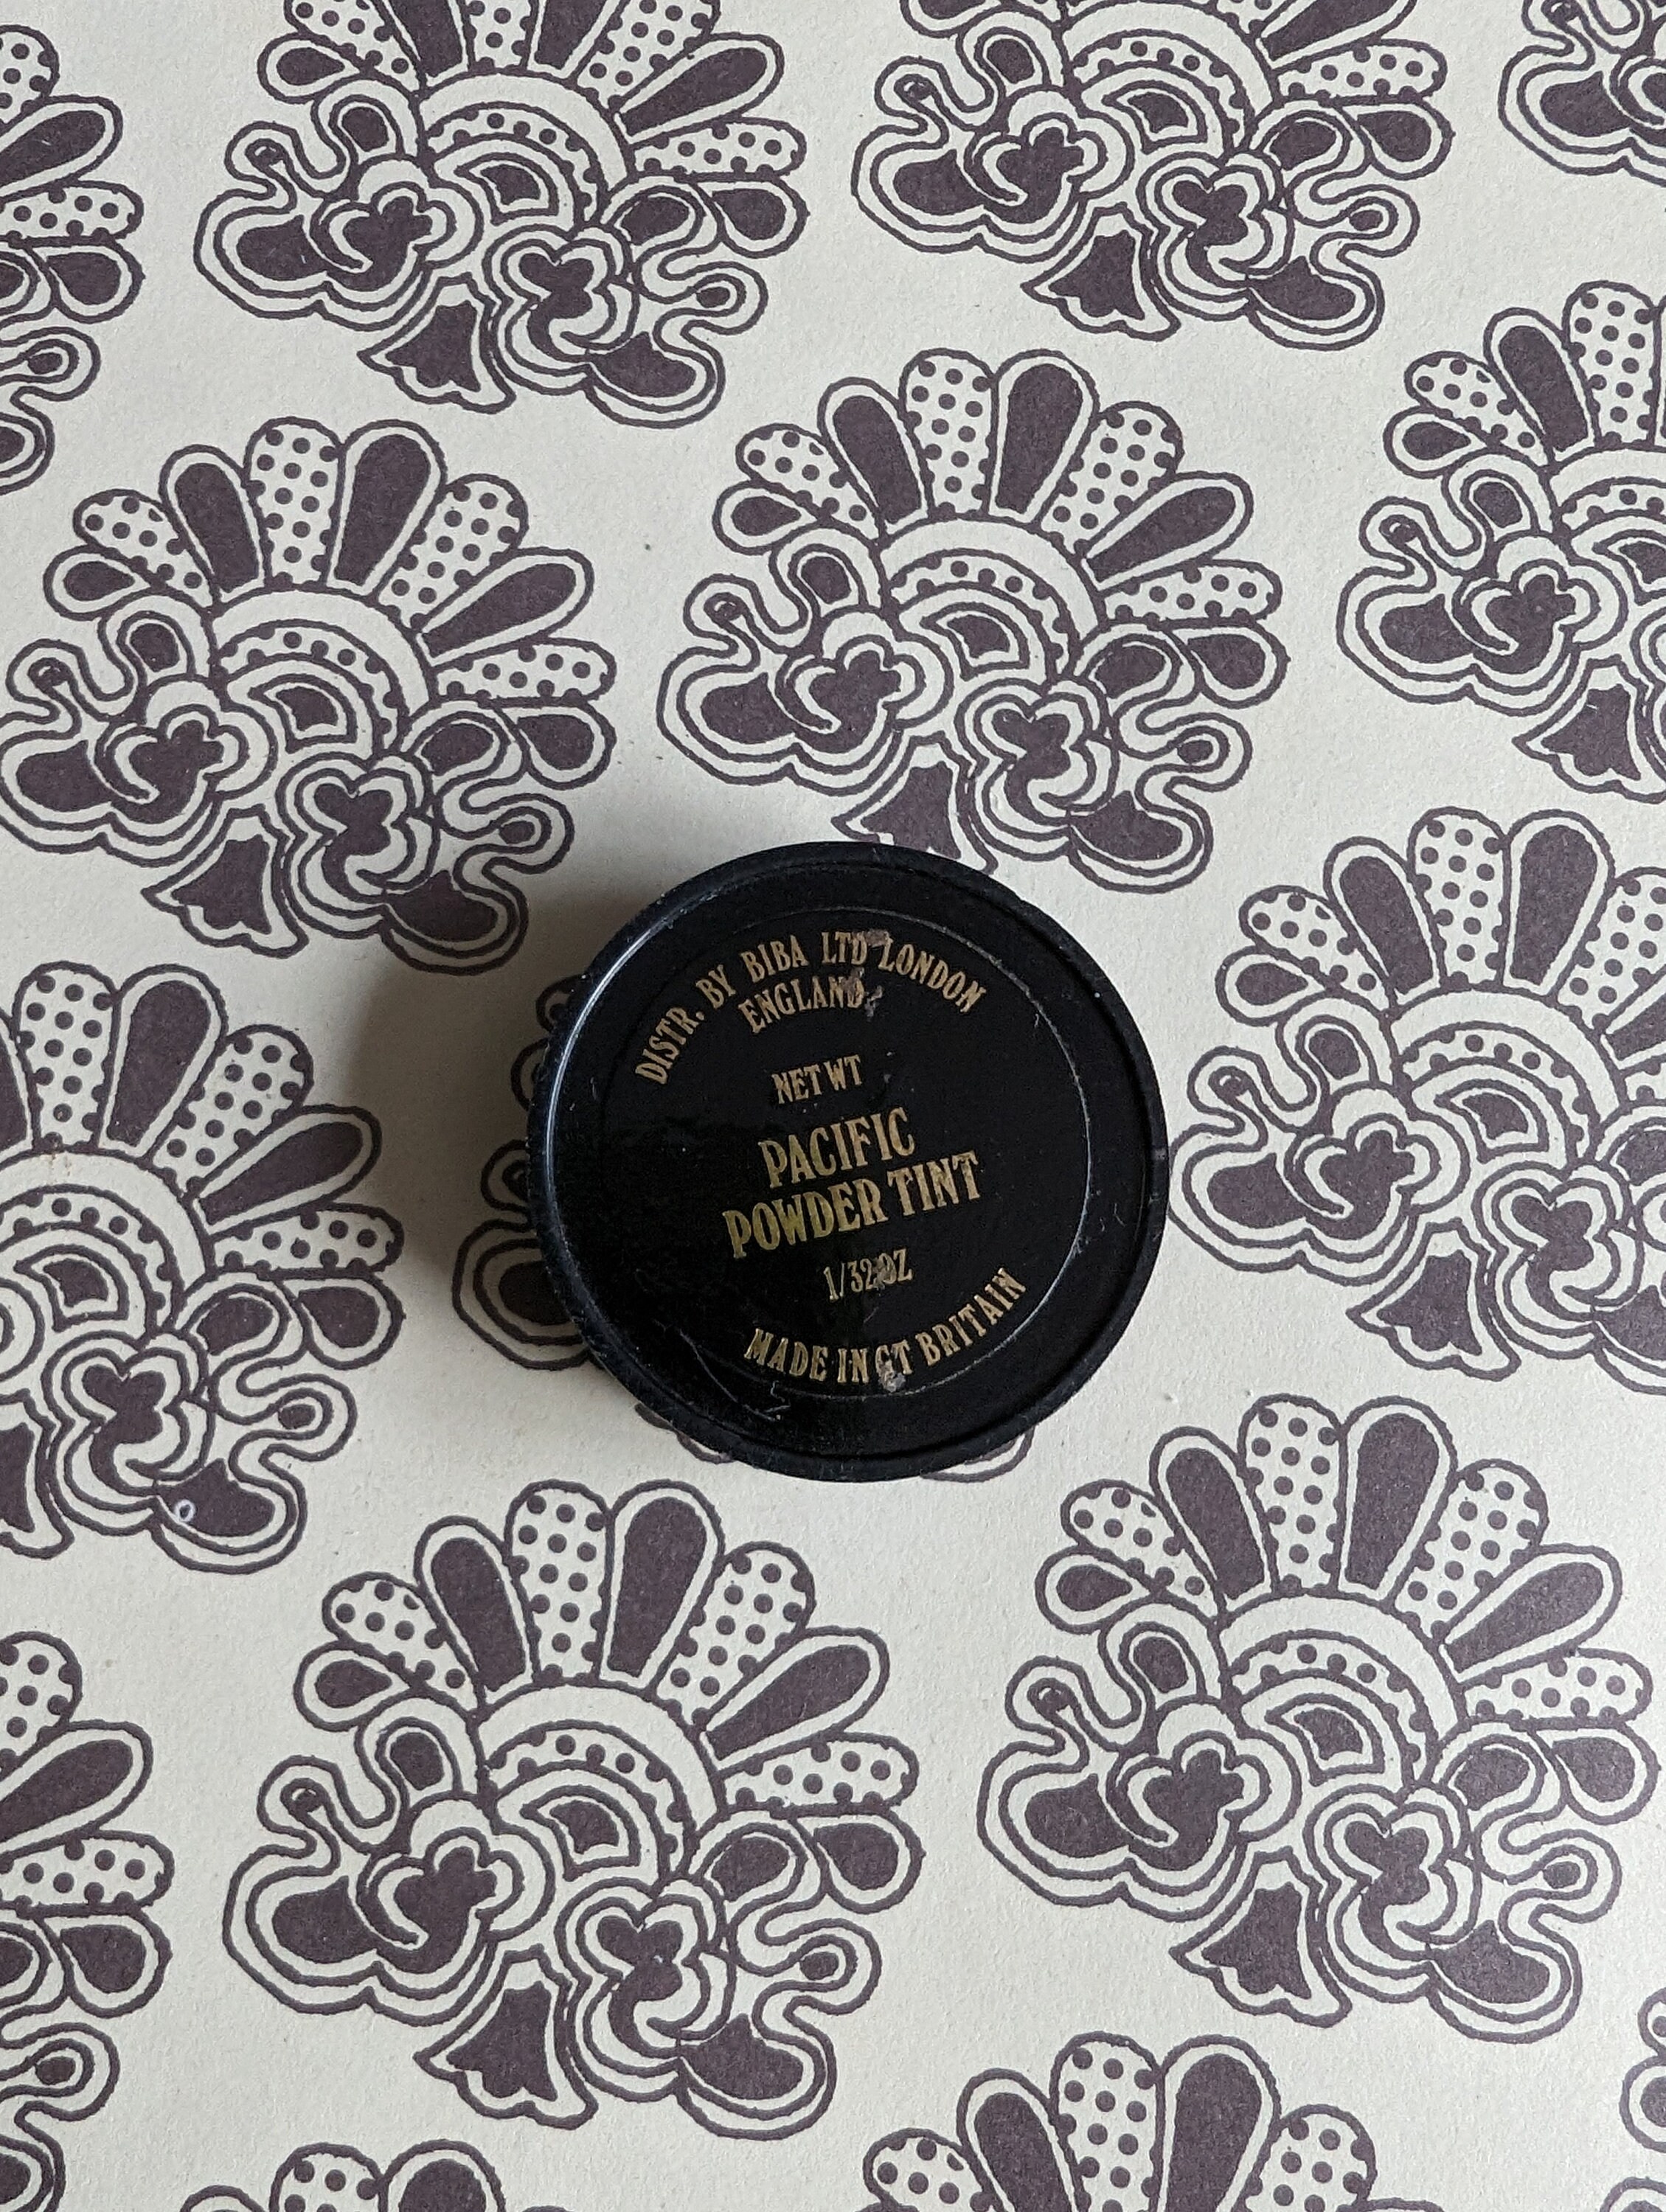 DISTR. BY BIBA LTD LONDON
ENGLAND
NET WT
PACIFIC
POWDER TINT
1/32 OZ
MADE IN GT BRITAIN